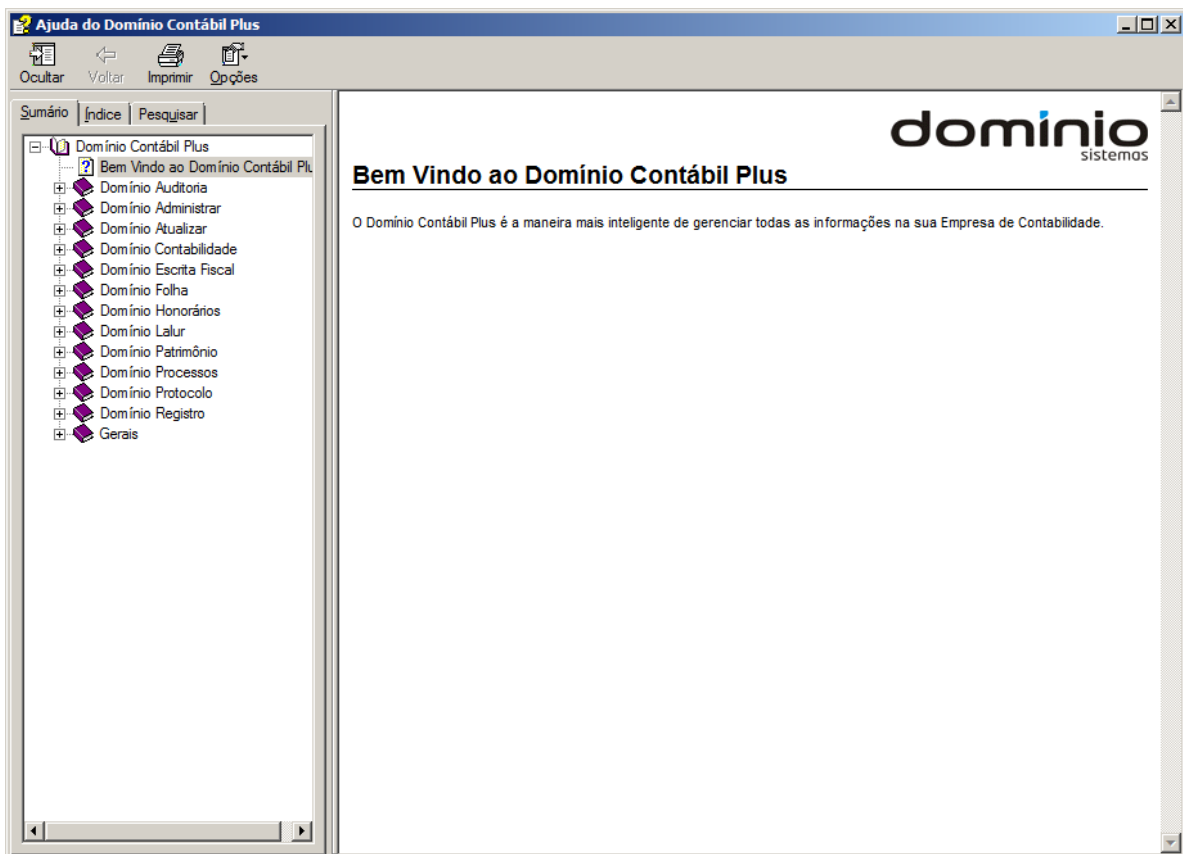 Ajuda do Domínio Contábil Plus
Ocultar Voltar Imprimir Opções
Sumário Índice Pesquisar
Domínio Contábil Plus
Bem Vindo ao Domínio Contábil Plu
Domínio Auditoria
Domínio Administrar
Domínio Atualizar
Domínio Contabilidade
Domínio Escrita Fiscal
Domínio Folha
Domínio Honorários
Domínio Lalur
Domínio Patrimônio
Domínio Processos
Domínio Protocolo
Domínio Registro
Gerais
domínio
sistemas
Bem Vindo ao Domínio Contábil Plus
O Domínio Contábil Plus é a maneira mais inteligente de gerenciar todas as informações na sua Empresa de Contabilidade.